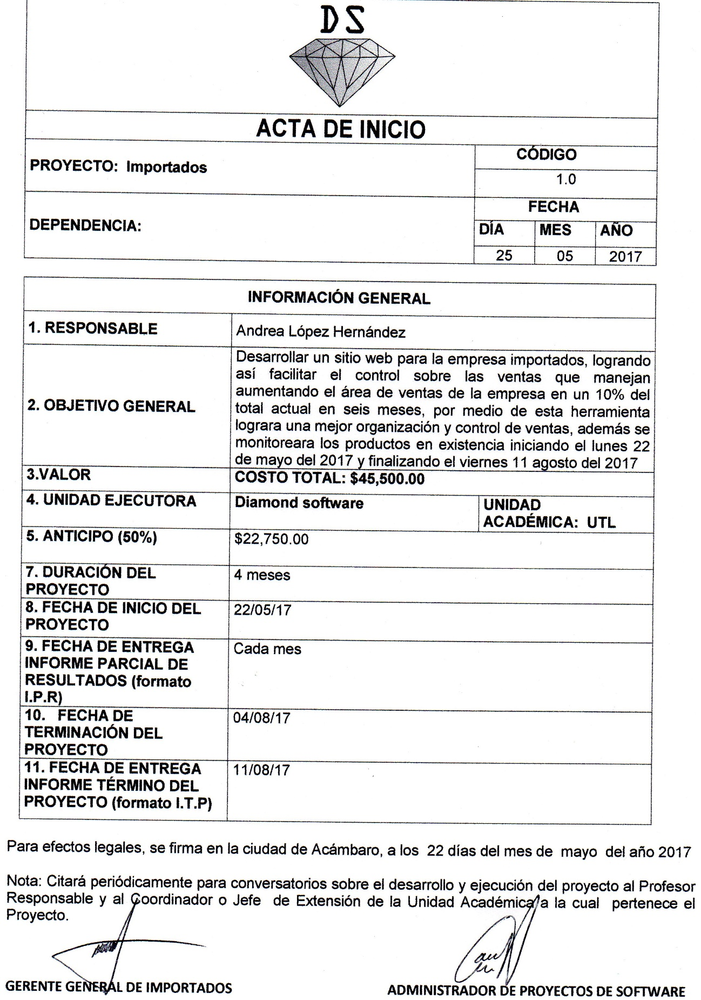 DS
ACTA DE INICIO
PROYECTO: Importados
CÓDIGO
1.0
DEPENDENCIA:
FECHA
DÍA MES AÑO
25 05 2017
INFORMACIÓN GENERAL
1. RESPONSABLE
Andrea López Hernández
2. OBJETIVO GENERAL
Desarrollar un sitio web para la empresa importados, logrando
así facilitar el control sobre las ventas que manejan
aumentando el área de ventas de la empresa en un 10% del
total actual en seis meses, por medio de esta herramienta
lograra una mejor organización y control de ventas, además se
monitoreara los productos en existencia iniciando el lunes 22
de mayo del 2017 y finalizando el viernes 11 agosto del 2017
3.VALOR
COSTO TOTAL: $45,500.00
4. UNIDAD EJECUTORA
Diamond software
UNIDAD
ACADÉMICA: UTL
5. ANTICIPO (50%)
$22,750.00
7. DURACIÓN DEL
PROYECTO
4 meses
8. FECHA DE INICIO DEL
PROYECTO
22/05/17
9. FECHA DE ENTREGA
INFORME PARCIAL DE
RESULTADOS (formato
I.P.R)
Cada mes
10. FECHA DE
TERMINACIÓN DEL
PROYECTO
04/08/17
11. FECHA DE ENTREGA
INFORME TÉRMINO DEL
PROYECTO (formato I.T.P)
11/08/17
Para efectos legales, se firma en la ciudad de Acámbaro, a los 22 días del mes de mayo del año 2017
Nota: Citará periódicamente para conversatorios sobre el desarrollo y ejecución del proyecto al Profesor
Responsable y al Coordinador o Jefe de Extensión de la Unidad Académica a la cual pertenece el
Proyecto.
GERENTE GENERAL DE IMPORTADOS
ADMINISTRADOR DE PROYECTOS DE SOFTWARE